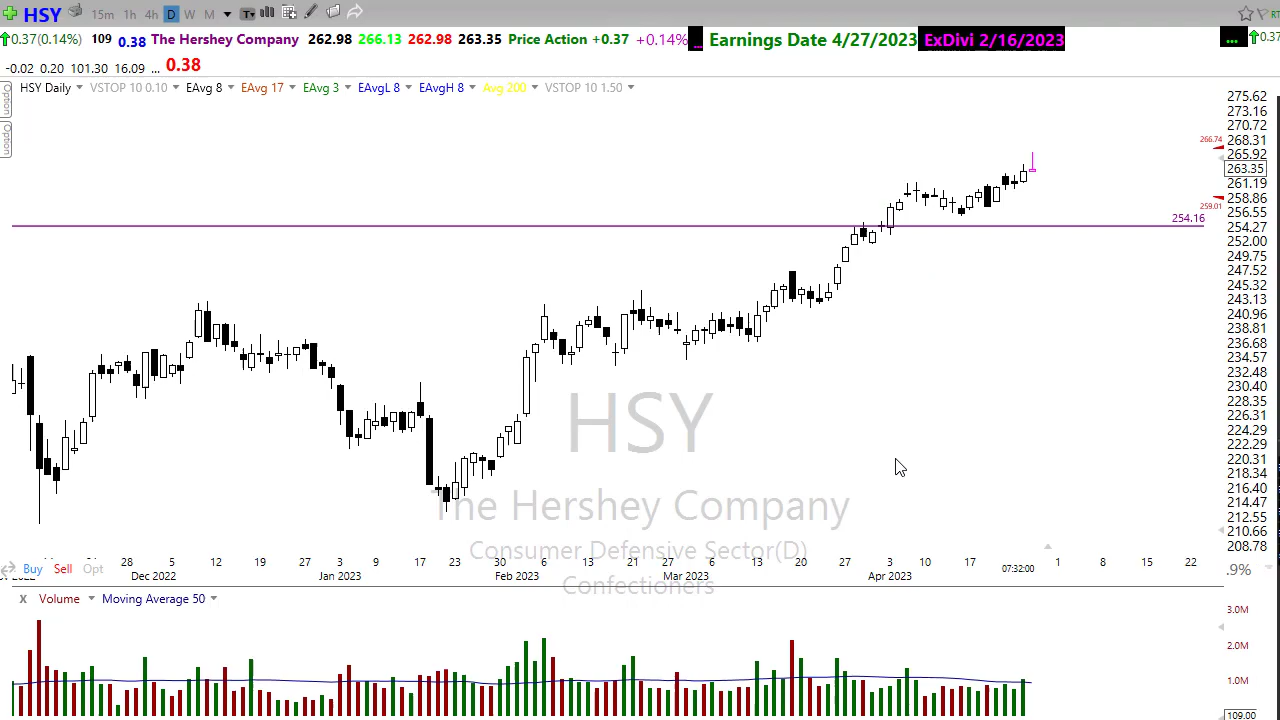 HSY 15m 1h 4h D W M T
0.37(0.14%) 109 0.38 The Hershey Company 262.98 266.13 262.98 263.35 Price Action +0.37 +0.14% ... Earnings Date 4/27/2023 ExDivi 2/16/2023 ... 0.37
-0.02 0.20 101.30 16.09 ... 0.38
HSY Daily VSTOP 10 0.10 EAvg 8 EAvg 17 EAvg 3 EAvgL 8 EAvgH 8 Avg 200 VSTOP 10 1.50
Option
Option
275.62
273.16
270.72
268.31
266.74
265.92
263.35
261.19
258.86
259.01
256.55
254.16
254.27
252.00
249.75
247.52
245.32
243.13
240.96
238.81
236.68
234.57
232.48
230.40
228.35
226.31
224.29
222.29
220.31
218.34
216.40
214.47
212.55
210.66
208.78
HSY
The Hershey Company
Consumer Defensive Sector(D)
Confectioners
28 5 12 19 27 3 9 17 23 30 6 13 21 27 6 13 20 27 3 10 17 07:32:00 1 8 15 22
Buy Sell Opt
Dec 2022 Jan 2023 Feb 2023 Mar 2023 Apr 2023
.9%
X Volume Moving Average 50
3.0M
2.0M
1.0M
109.00